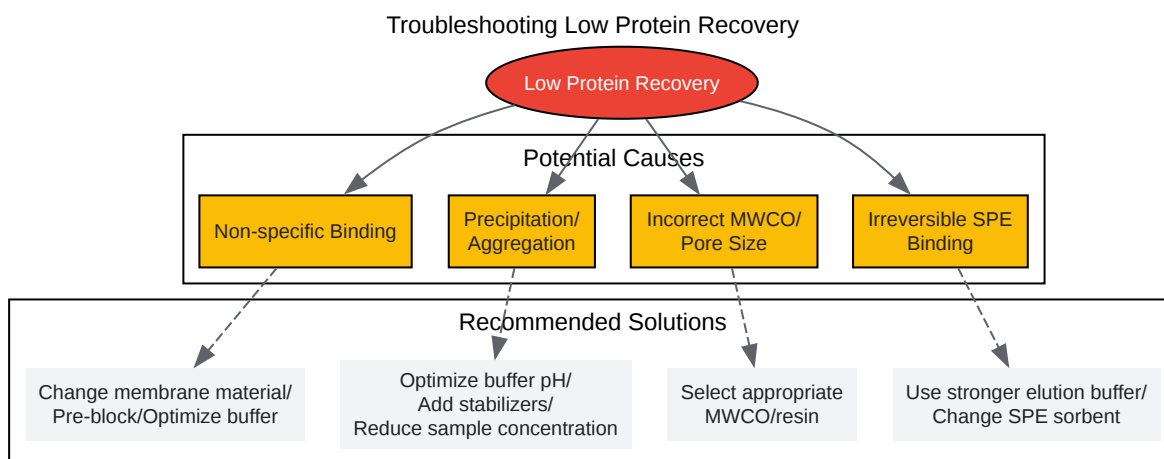 Troubleshooting Low Protein Recovery
Low Protein Recovery
Potential Causes
Non-specific Binding
Precipitation/
Aggregation
Incorrect MWCO/
Pore Size
Irreversible SPE
Binding
Recommended Solutions
Change membrane material/
Pre-block/Optimize buffer
Optimize buffer pH/
Add stabilizers/
Reduce sample concentration
Select appropriate
MWCO/resin
Use stronger elution buffer/
Change SPE sorbent